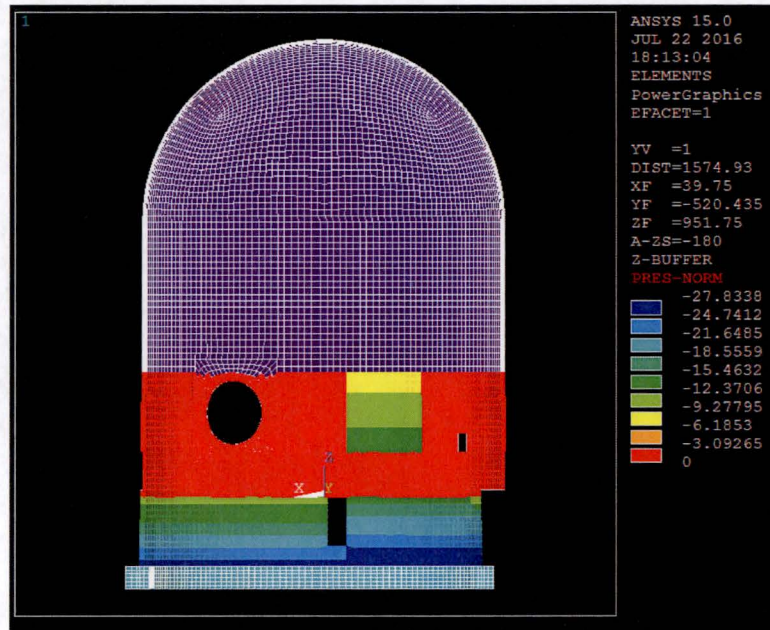 1
ANSYS 15.0
JUL 22 2016
18:13:04
ELEMENTS
PowerGraphics
EFACET=1
YV =1
DIST=1574.93
XF =39.75
YF =-520.435
ZF =951.75
A-ZS=-180
Z-BUFFER
PRES-NORM
-27.8338
-24.7412
-21.6485
-18.5559
-15.4632
-12.3706
-9.27795
-6.1853
-3.09265
0
Z
X Y